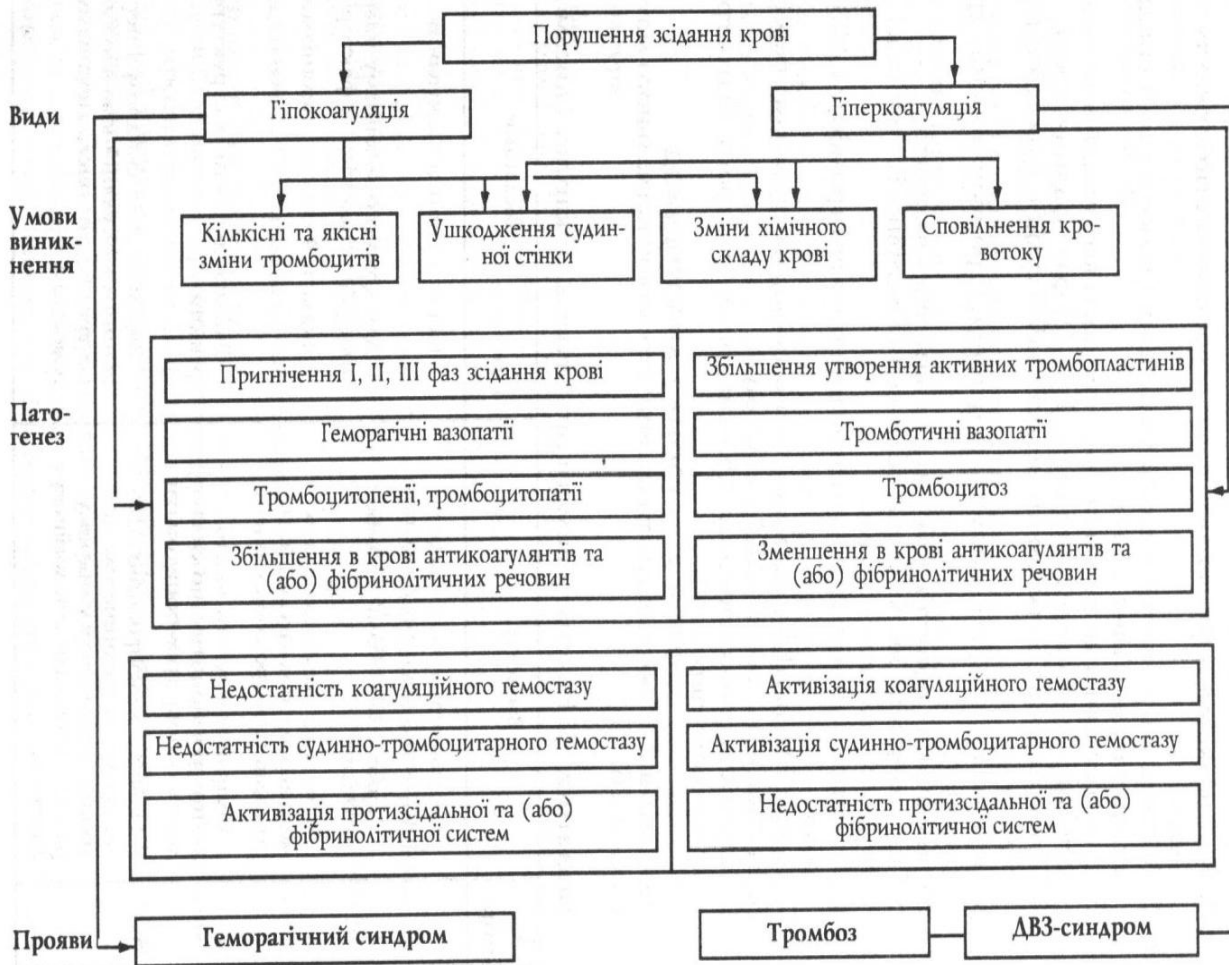 Порушення зсідання крові
Види
Гіпокоагуляція
Гіперкоагуляція
Умови
виник-
нення
Кількісні та якісні
зміни тромбоцитів
Ушкодження судин-
ної стінки
Зміни хімічного
складу крові
Сповільнення кро-
вотоку
Пато-
генез
Пригнічення I, II, III фаз зсідання крові
Геморагічні вазопатії
Тромбоцитопенії, тромбоцитопатії
Збільшення в крові антикоагулянтів та
(або) фібринолітичних речовин
Збільшення утворення активних тромбопластинів
Тромботичні вазопатії
Тромбоцитоз
Зменшення в крові антикоагулянтів та
(або) фібринолітичних речовин
Недостатність коагуляційного гемостазу
Недостатність судинно-тромбоцитарного гемостазу
Активізація протизсідальної та (або)
фібринолітичної систем
Активізація коагуляційного гемостазу
Активізація судинно-тромбоцитарного гемостазу
Недостатність протизсідальної та (або)
фібринолітичної систем
Прояви
Геморагічний синдром
Тромбоз
ДВЗ-синдром